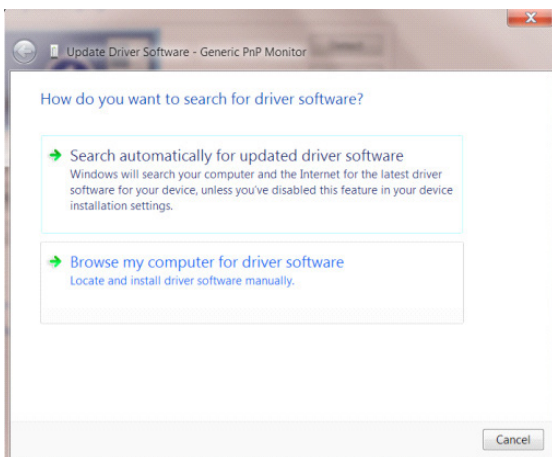 Update Driver Software - Generic PnP Monitor
How do you want to search for driver software?
Search automatically for updated driver software
Windows will search your computer and the Internet for the latest driver
software for your device, unless you've disabled this feature in your device
installation settings.
Browse my computer for driver software
Locate and install driver software manually.
Cancel